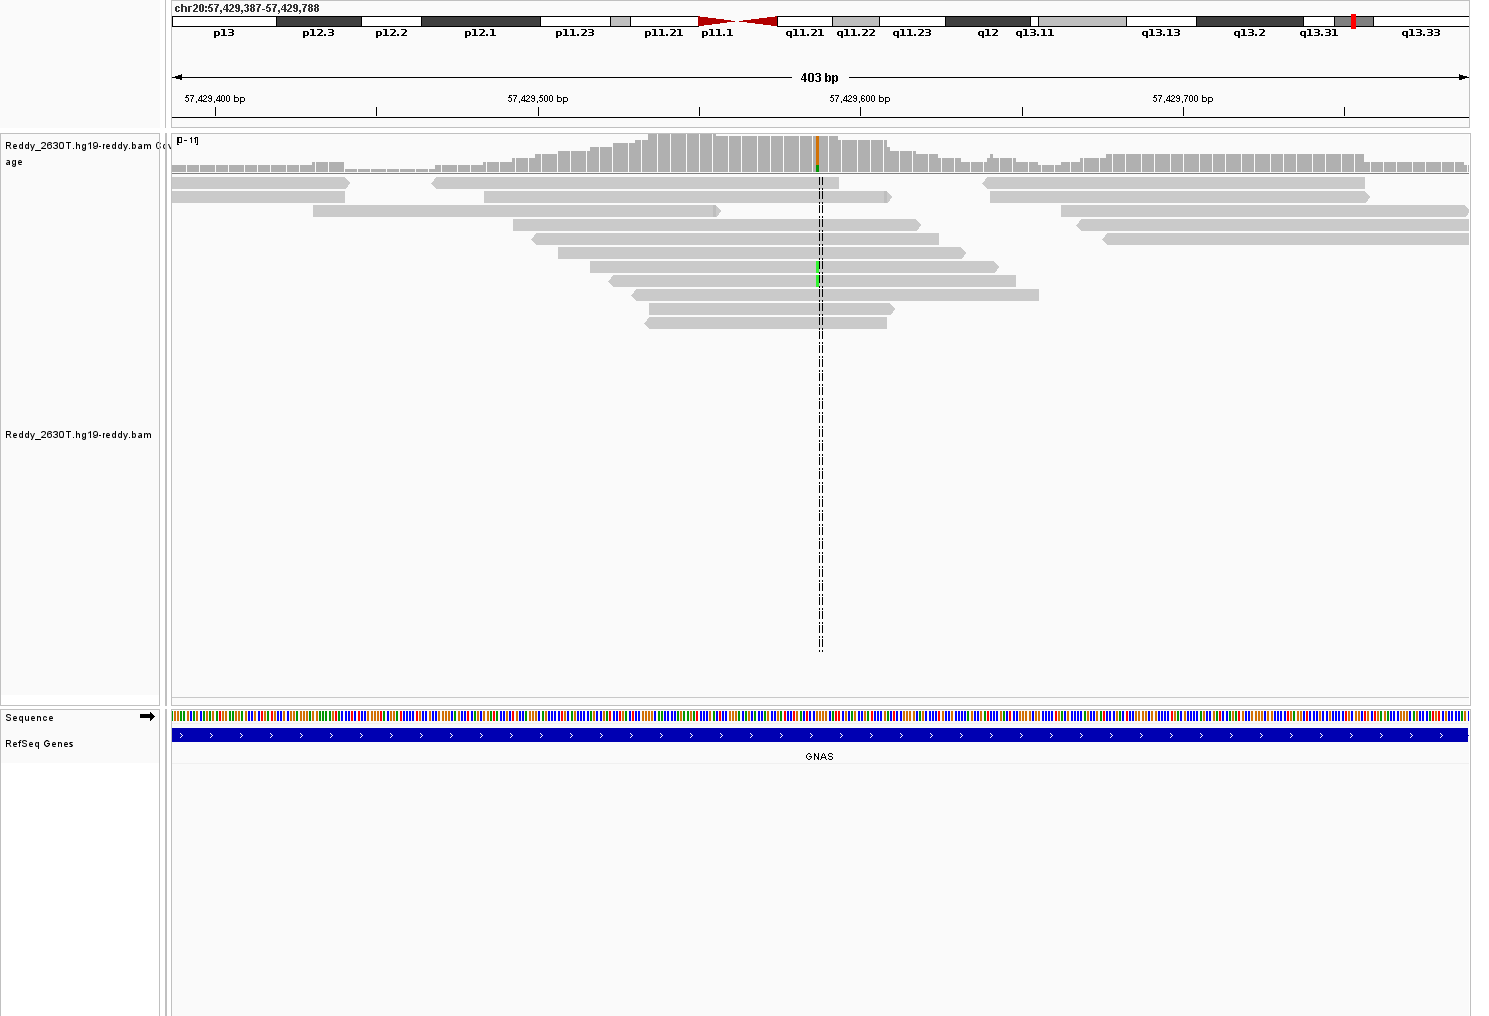 chr20:57,429,387-57,429,788
p13 p12.3 p12.2 p12.1 p11.23 p11.21 p11.1 q11.21 q11.22 q11.23 q12 q13.11 q13.13 q13.2 q13.31 q13.33
403 bp
57,429,400 bp 57,429,500 bp 57,429,600 bp 57,429,700 bp
Reddy_2630T.hg19-reddy.bam Cov
age
[0 - 11]
Reddy_2630T.hg19-reddy.bam
Sequence
RefSeq Genes
GNAS